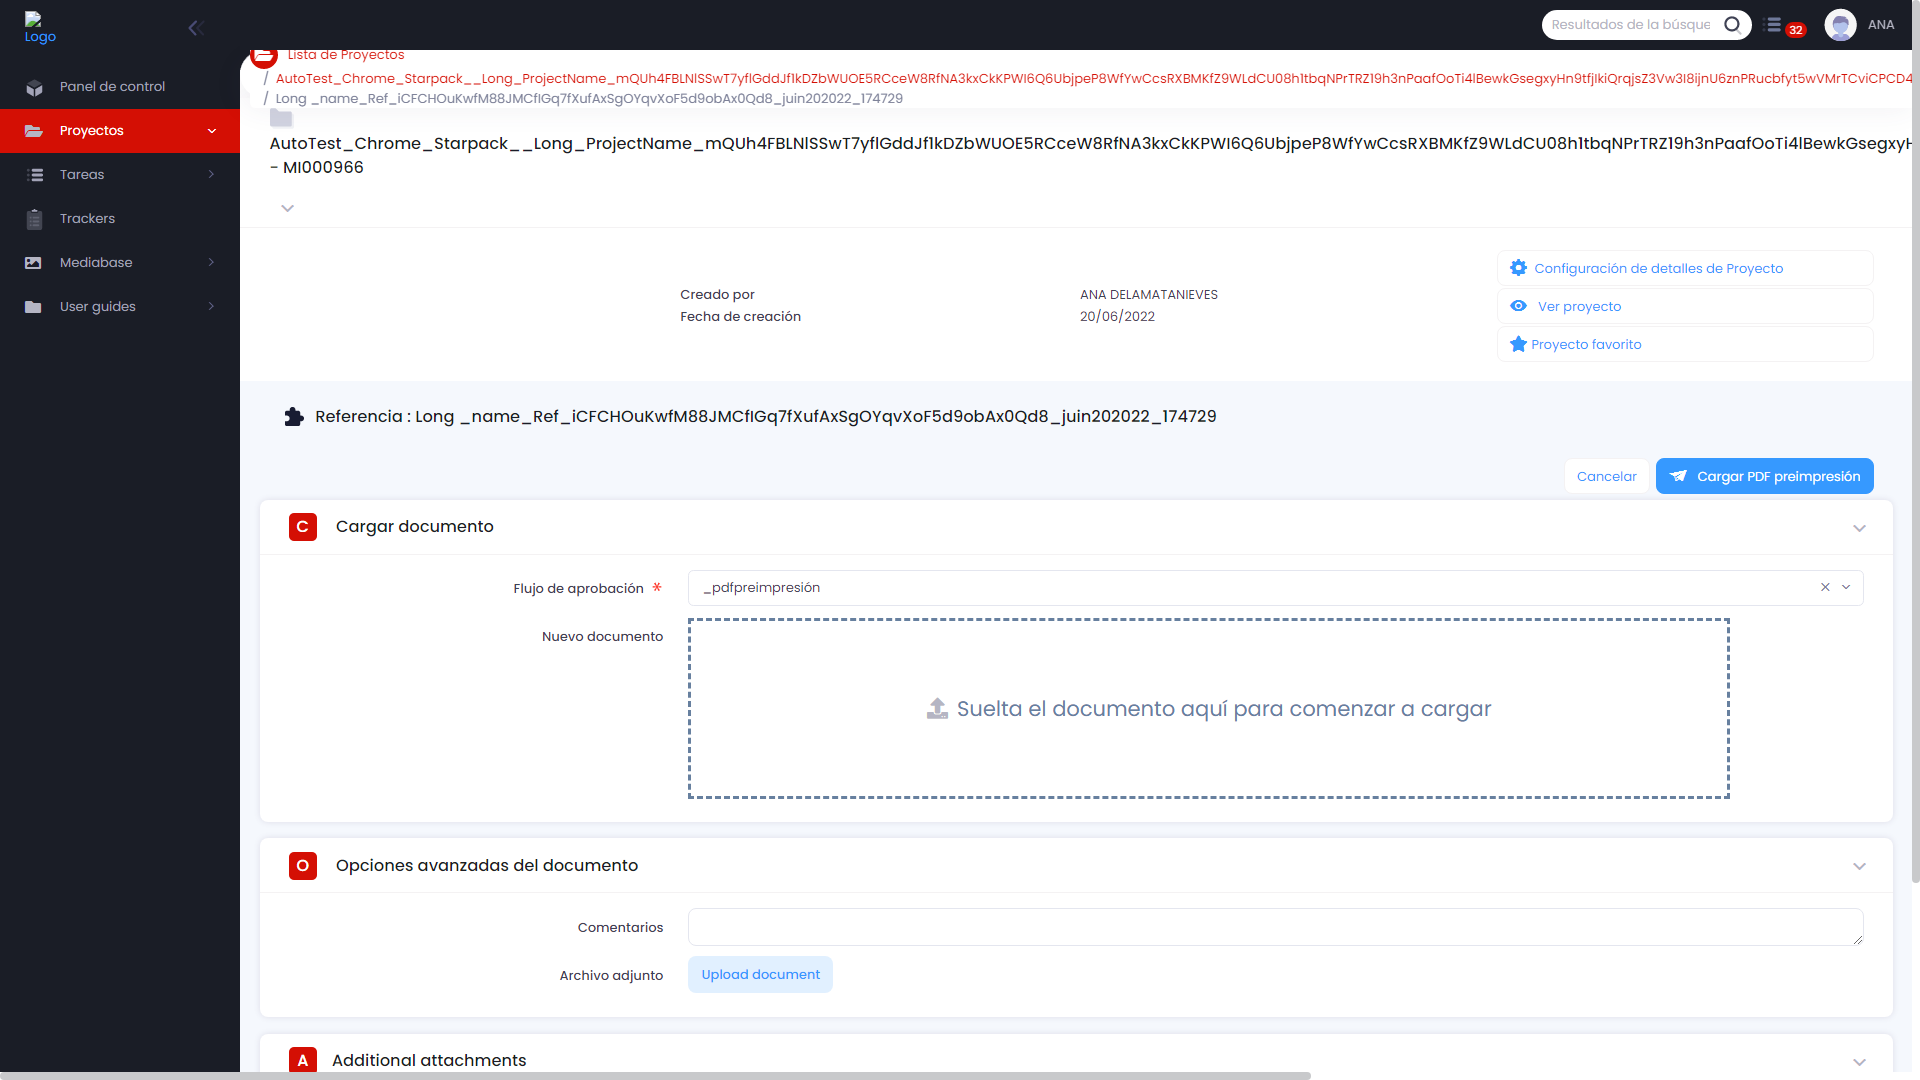 Logo
Resultados de la búsque
32
ANA
Panel de control
Proyectos
Tareas
Trackers
Mediabase
User guides
Lista de Proyectos
/ AutoTest_Chrome_Starpack__Long_ProjectName_mQUh4FBLNlSSwT7yflGddJf1kDZbWUOE5RCceW8RfNA3kxCkKPWI6Q6UbjpeP8WfYwCcsRXBMKfZ9WLdCU08h1tbqNPrTRZ19h3nPaafOoTi4lBewkGsegxyHn9tfjIkiQrqjsZ3Vw3I8ijnU6znPRucbfyt5wVMrTCviCPCD4
/ Long _name_Ref_iCFCHOuKwfM88JMCfIGq7fXufAxSgOYqvXoF5d9obAx0Qd8_juin202022_174729
AutoTest_Chrome_Starpack__Long_ProjectName_mQUh4FBLNlSSwT7yflGddJf1kDZbWUOE5RCceW8RfNA3kxCkKPWI6Q6UbjpeP8WfYwCcsRXBMKfZ9WLdCU08h1tbqNPrTRZ19h3nPaafOoTi4lBewkGsegxyH
- MI000966
Creado por
ANA DELAMATANIEVES
Fecha de creación
20/06/2022
Configuración de detalles de Proyecto
Ver proyecto
Proyecto favorito
Referencia : Long _name_Ref_iCFCHOuKwfM88JMCfIGq7fXufAxSgOYqvXoF5d9obAx0Qd8_juin202022_174729
Cancelar
Cargar PDF preimpresión
C Cargar documento
Flujo de aprobación *
_pdfpreimpresión
Nuevo documento
Suelta el documento aquí para comenzar a cargar
O Opciones avanzadas del documento
Comentarios
Archivo adjunto
Upload document
A Additional attachments